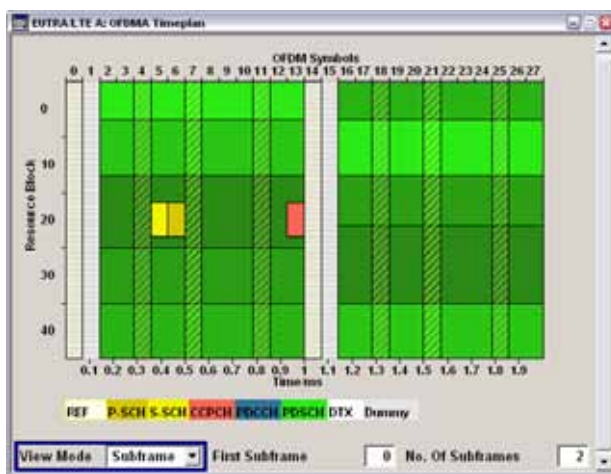 EUTRA/LTE A: OFDMA Timeplan
OFDM Symbols
0 1 2 3 4 5 6 7 8 9 10 11 12 13 14 15 16 17 18 19 20 21 22 23 24 25 26 27
Resource Block
0
10
20
30
40
0.1 0.2 0.3 0.4 0.5 0.6 0.7 0.8 0.9 1 1.1 1.2 1.3 1.4 1.5 1.6 1.7 1.8 1.9
Time/ms
REF P-SCH S-SCH CCPCH PDCCH PDSCH DTX Dummy
View Mode Subframe First Subframe 0 No. Of Subframes 2